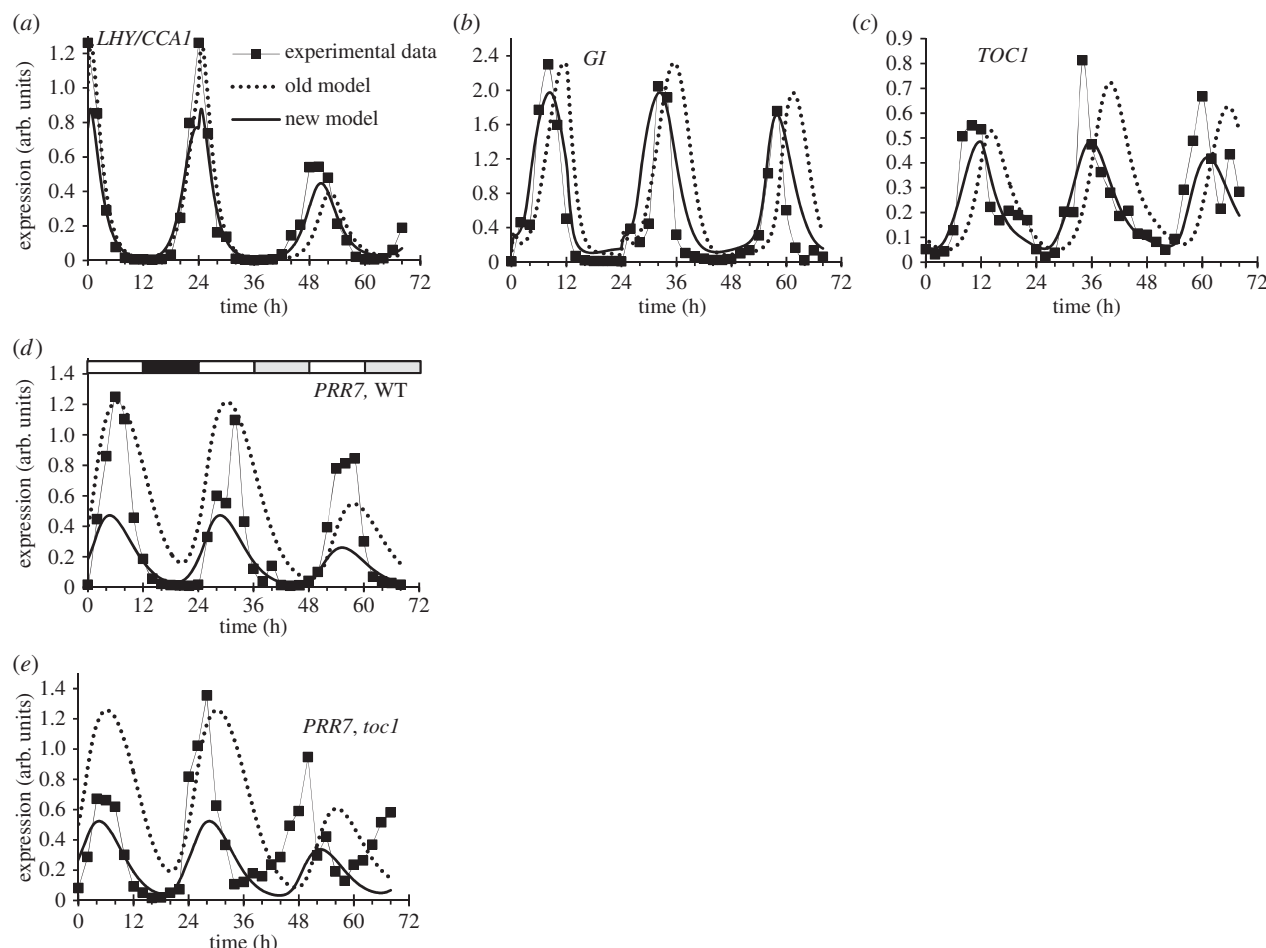 (a)
LHY/CCA1
experimental data
old model
new model
1.2
1.0
0.8
0.6
0.4
0.2
0
expression (arb. units)
0 12 24 36 48 60 72
time (h)
(b)
GI
2.4
2.0
1.6
1.2
0.8
0.4
0
0 12 24 36 48 60 72
time (h)
(c)
TOC1
0.9
0.8
0.7
0.6
0.5
0.4
0.3
0.2
0.1
0
0 12 24 36 48 60 72
time (h)
(d)
PRR7, WT
1.4
1.2
1.0
0.8
0.6
0.4
0.2
0
expression (arb. units)
0 12 24 36 48 60 72
time (h)
(e)
PRR7, toc1
1.4
1.2
1.0
0.8
0.6
0.4
0.2
0
expression (arb. units)
0 12 24 36 48 60 72
time (h)